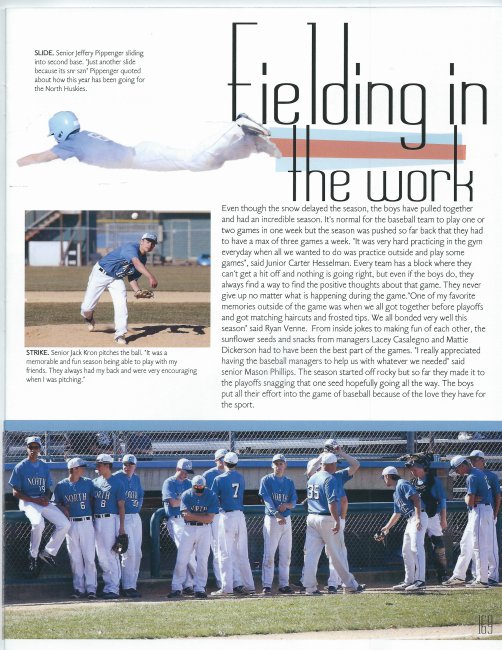 SLIDE. Senior Jeffery Pippenger sliding
into second base. "Just another slide
because its snr szn" Pippenger quoted
about how this year has been going for
the North Huskies.
Fielding in
the work
Even though the snow delayed the season, the boys have pulled together
and had an incredible season. It's normal for the baseball team to play one or
two games in one week but the season was pushed so far back that they had
to have a max of three games a week. "It was very hard practicing in the gym
everyday when all we wanted to do was practice outside and play some
games", said Junior Carter Hesselman. Every team has a block where they
can't get a hit off and nothing is going right, but even if the boys do, they
always find a way to find the positive thoughts about that game. They never
give up no matter what is happening during the game."One of my favorite
memories outside of the game was when we all got together before playoffs
and got matching haircuts and frosted tips. We all bonded very well this
season" said Ryan Venne. From inside jokes to making fun of each other, the
sunflower seeds and snacks from managers Lacey Casalegno and Mattie
Dickerson had to have been the best part of the games. "I really appreciated
having the baseball managers to help us with whatever we needed" said
senior Mason Phillips. The season started off rocky but so far they made it to
the playoffs snagging that one seed hopefully going all the way. The boys
put all their effort into the game of baseball because of the love they have for
the sport.
STRIKE. Senior Jack Kron pitches the ball. "It was a
memorable and fun season being able to play with my
friends. They always had my back and were very encouraging
when I was pitching."
NORTH
19
NORTH
6
NORTH
8
NORTH
NORTH
7
NORTH
35
NORTH
169